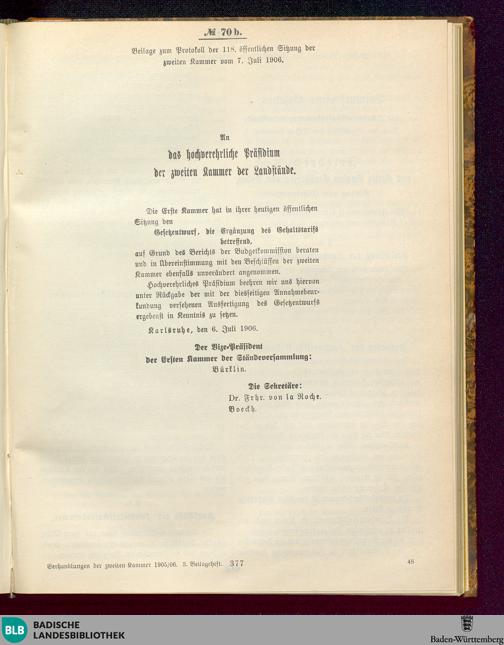 № 70 b.
Beilage zum Protokoll der 118. öffentlichen Sitzung der
zweiten Kammer vom 7. Juli 1906.
An
das hochverehrliche Präsidium
der zweiten Kammer der Landstände.
Die Erste Kammer hat in ihrer heutigen öffentlichen
Sitzung den
Gesetzentwurf, die Ergänzung des Gehaltstarifs
betreffend,
auf Grund des Berichts der Budgetkommission beraten
und in Übereinstimmung mit den Beschlüssen der zweiten
Kammer ebenfalls unverändert angenommen.
Hochverehrliches Präsidium beehren wir uns hiervon
unter Rückgabe der mit der diesseitigen Annahmebeur-
kundung versehenen Ausfertigung des Gesetzentwurfs
ergebenst in Kenntnis zu setzen.
Karlsruhe, den 6. Juli 1906.
Der Vize-Präsident
der Ersten Kammer der Ständeversammlung:
Bürklin.
Die Sekretäre:
Dr. Frhr. von la Roche.
Boeckh.
Verhandlungen der zweiten Kammer 1905/06. 3. Beilageheft. 377
48
BLB BADISCHE
LANDESBIBLIOTHEK
Baden-Württemberg